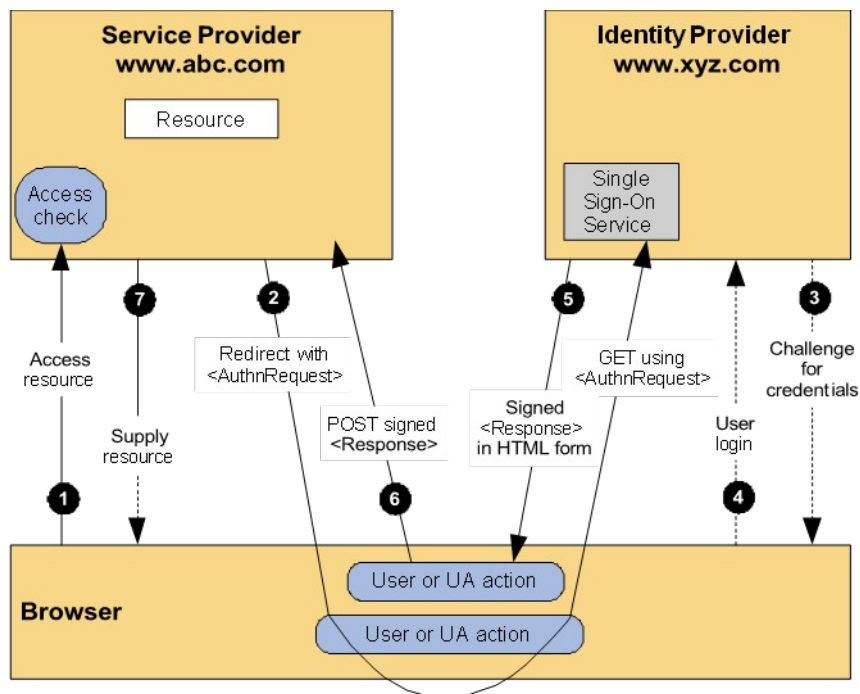 Service Provider
www.abc.com
Resource
Access
check
Identity Provider
www.xyz.com
Single
Sign-On
Service
7
2
5
3
Access
resource
Redirect with
<AuthnRequest>
GET using
<AuthnRequest>
Challenge
for
credentials
Supply
resource
POST signed
<Response>
Signed
<Response>
in HTML form
User
login
1
6
4
User or UA action
Browser
User or UA action